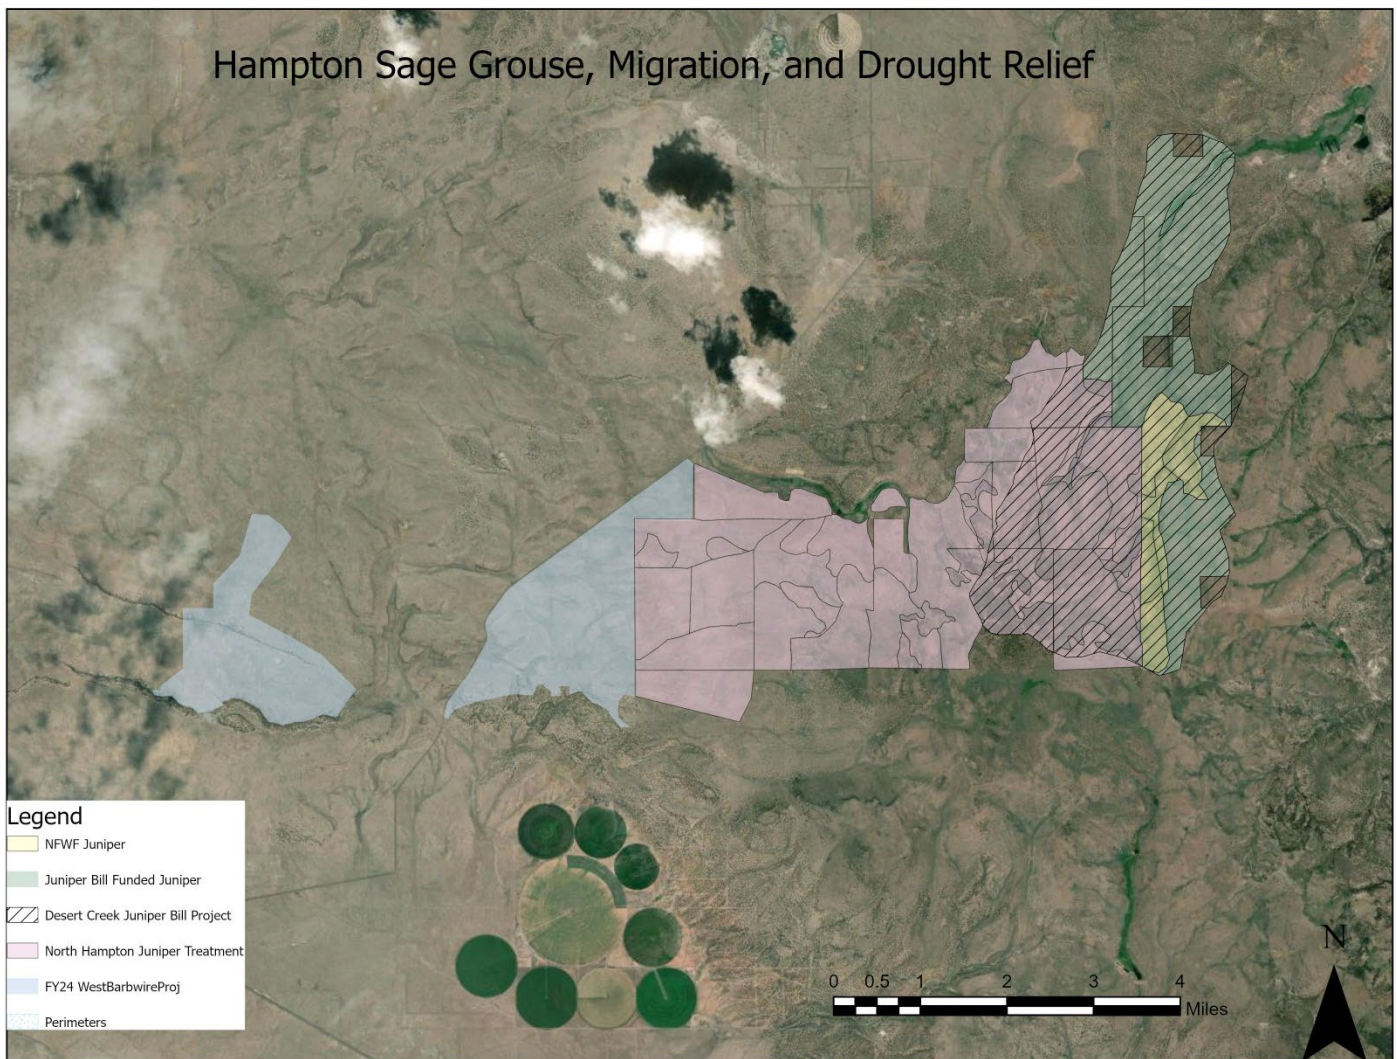 Hampton Sage Grouse, Migration, and Drought Relief
Legend
NFWF Juniper
Juniper Bill Funded Juniper
Desert Creek Juniper Bill Project
North Hampton Juniper Treatment
FY24 WestBarbwireProj
Perimeters
0 0.5 1 2 3 4
Miles
N